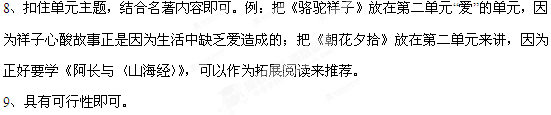 8、扣住单元主题，结合名著内容即可。例：把《骆驼祥子》放在第二单元“爱”的单元，因
为祥子心酸故事正是因为生活中缺乏爱造成的；把《朝花夕拾》放在第二单元来讲，因为
正好要学《阿长与〈山海经〉》，可以作为拓展阅读来推荐。
9、具有可行性即可。